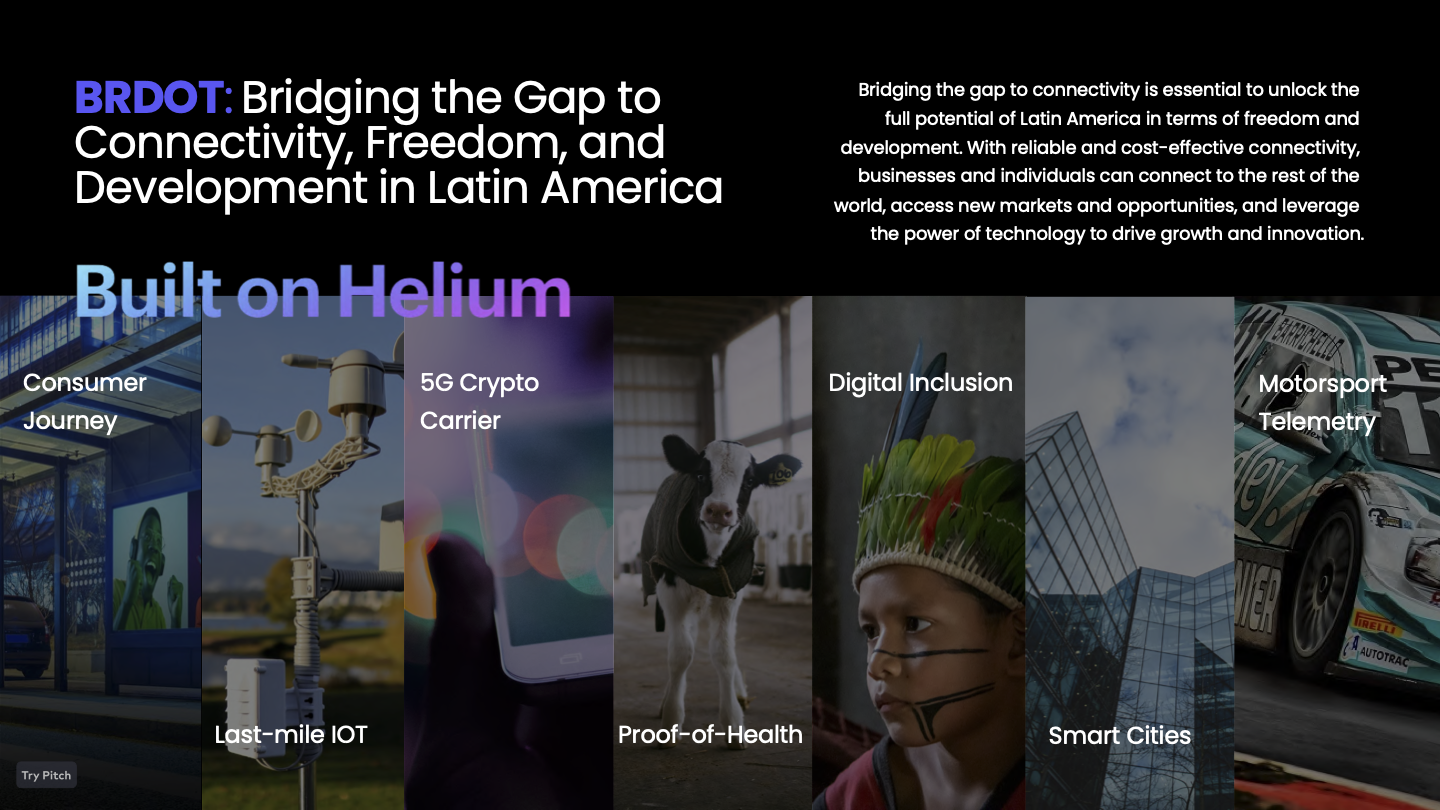 BRDOT: Bridging the Gap to
Connectivity, Freedom, and
Development in Latin America
Bridging the gap to connectivity is essential to unlock the
full potential of Latin America in terms of freedom and
development. With reliable and cost-effective connectivity,
businesses and individuals can connect to the rest of the
world, access new markets and opportunities, and leverage
the power of technology to drive growth and innovation.
Built on Helium
Consumer
Journey
Last-mile IOT
5G Crypto
Carrier
Proof-of-Health
Digital Inclusion
Smart Cities
Motorsport
Telemetry
BARRICHELLO
PIRELLI
AUTOTRAC
Try Pitch